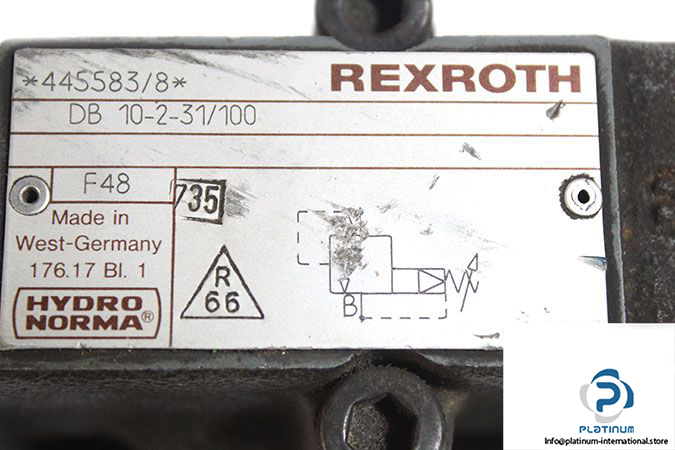 *445583/8*
REXROTH
DB 10-2-31/100
F48
735
Made in
West-Germany
176.17 Bl. 1
HYDRO
NORMA®
R
66
B
PLATINUM
Info@platinum-international.store